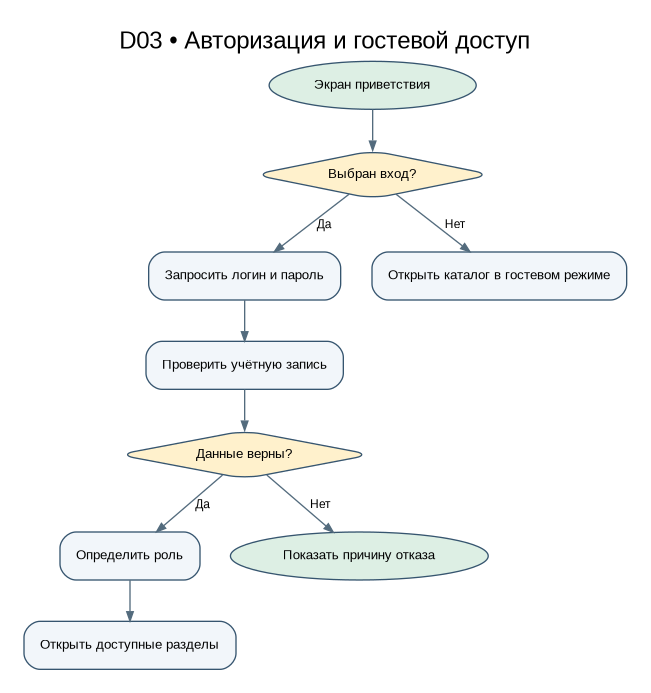 D03 • Авторизация и гостевой доступ
Экран приветствия
Выбран вход?
Да
Нет
Запросить логин и пароль
Открыть каталог в гостевом режиме
Проверить учётную запись
Данные верны?
Да
Нет
Определить роль
Показать причину отказа
Открыть доступные разделы